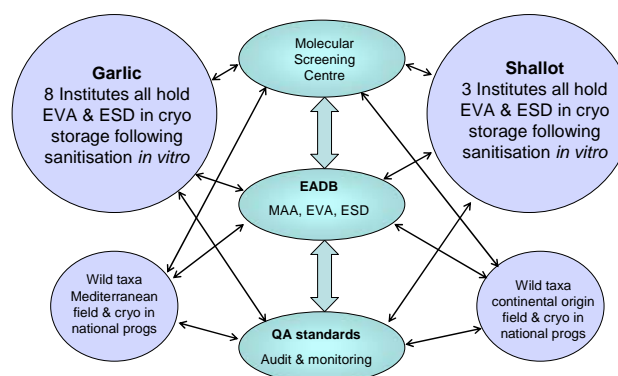 Garlic
8 Institutes all hold
EVA & ESD in cryo
storage following
sanitisation in vitro
Molecular
Screening
Centre
Shallot
3 Institutes all hold
EVA & ESD in cryo
storage following
sanitisation in vitro
EADB
MAA, EVA, ESD
Wild taxa
Mediterranean
field & cryo in
national progs
QA standards
Audit & monitoring
Wild taxa
continental origin
field & cryo in
national progs